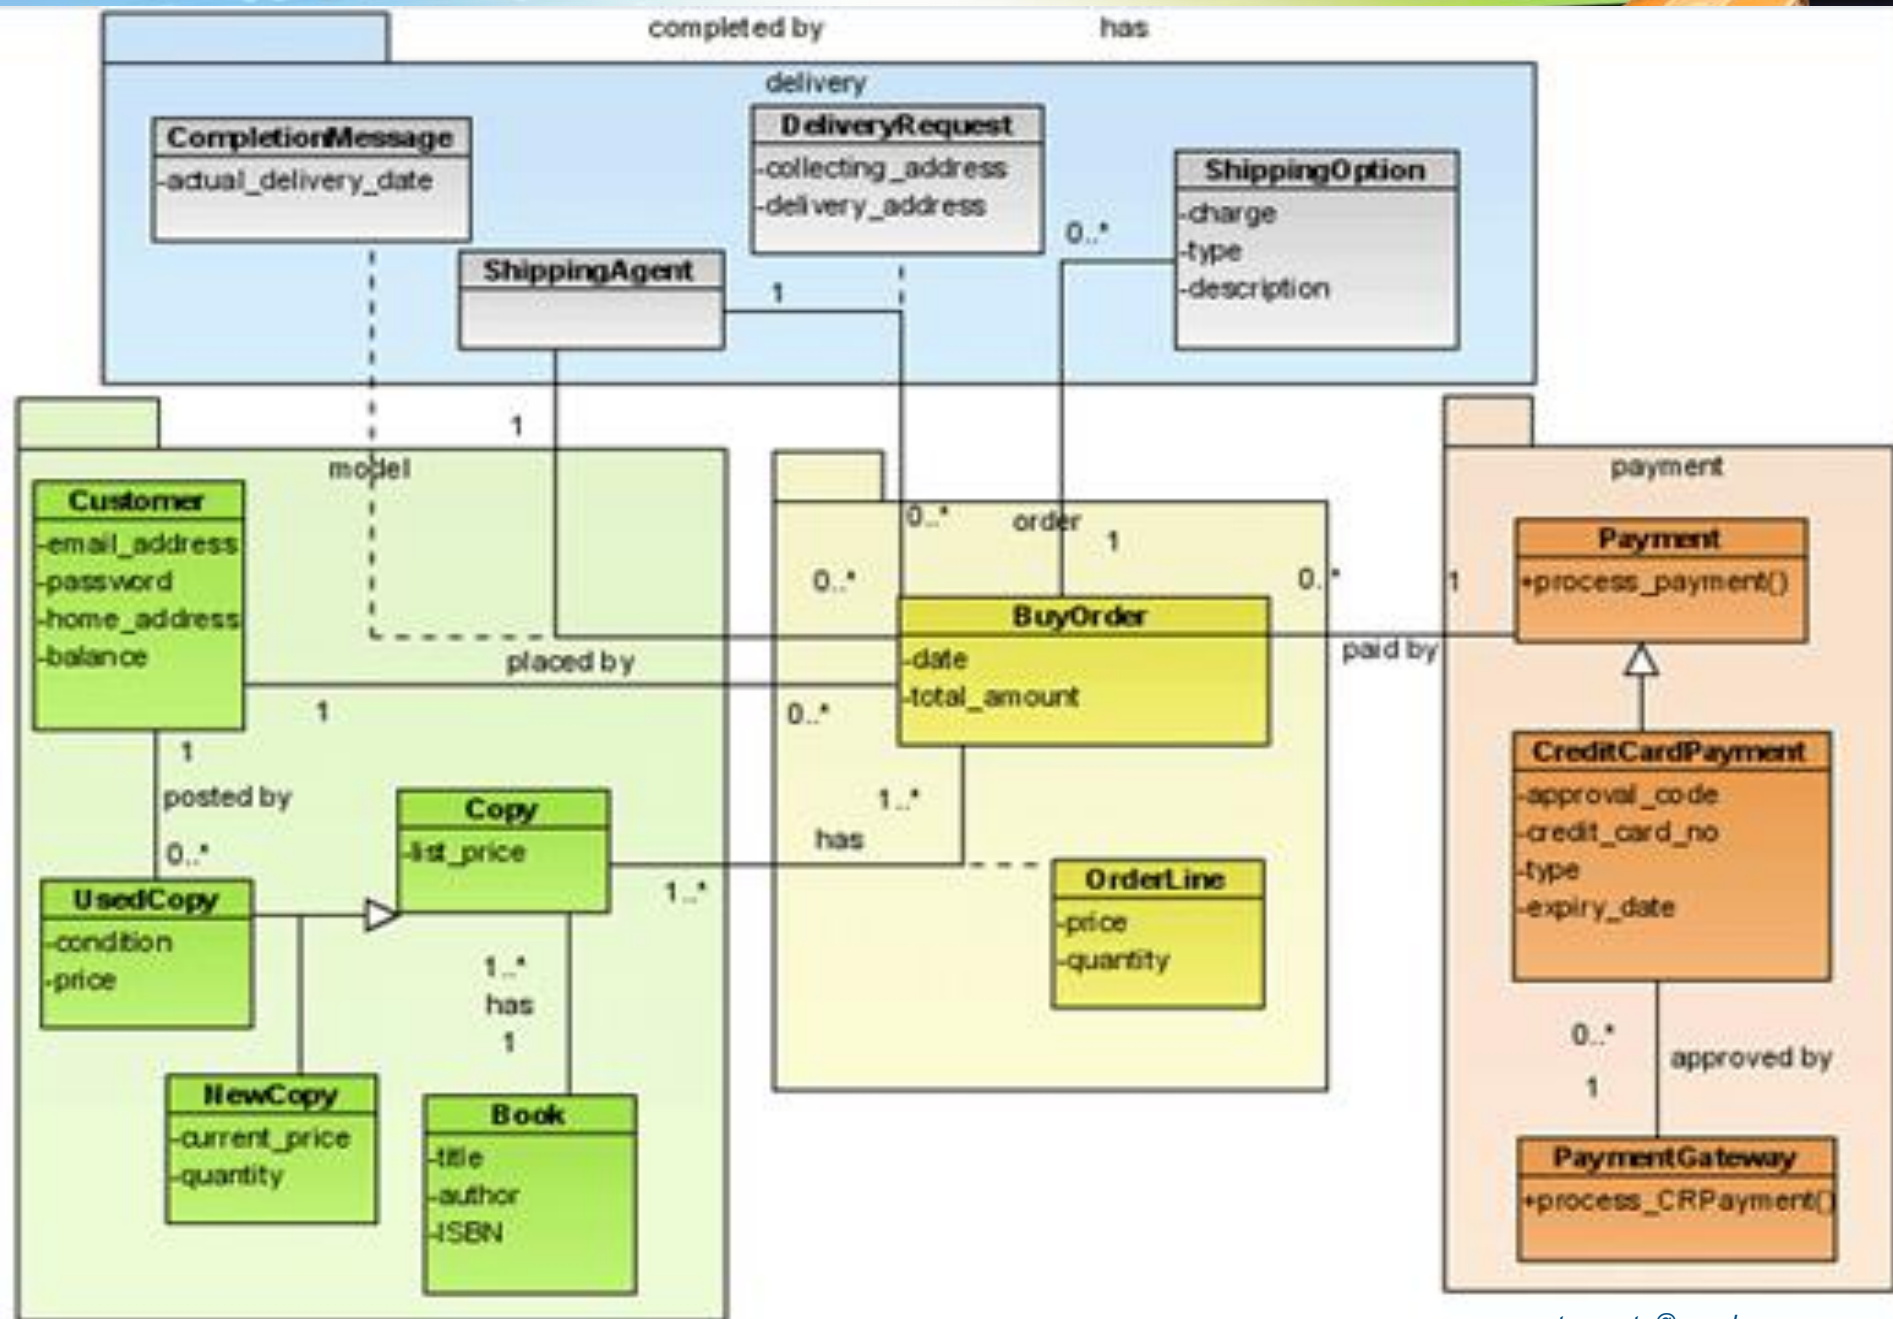 completed by
has
delivery
CompletionMessage
-actual_delivery_date
DeliveryRequest
-collecting_address
-delivery_address
ShippingOption
-charge
-type
-description
0..*
ShippingAgent
1
1
model
Customer
-email_address
-password
-home_address
-balance
placed by
1
0..*
1
posted by
0..*
UsedCopy
-condition
-price
Copy
-list_price
1..*
1..*
has
1
NewCopy
-current_price
-quantity
Book
-title
-author
-ISBN
order
0..*
1
0..*
0..*
BuyOrder
-date
-total_amount
1..*
has
OrderLine
-price
-quantity
payment
1
paid by
Payment
+process_payment()
CreditCardPayment
-approval_code
-credit_card_no
-type
-expiry_date
0..*
approved by
1
PaymentGateway
+process_CRPayment()